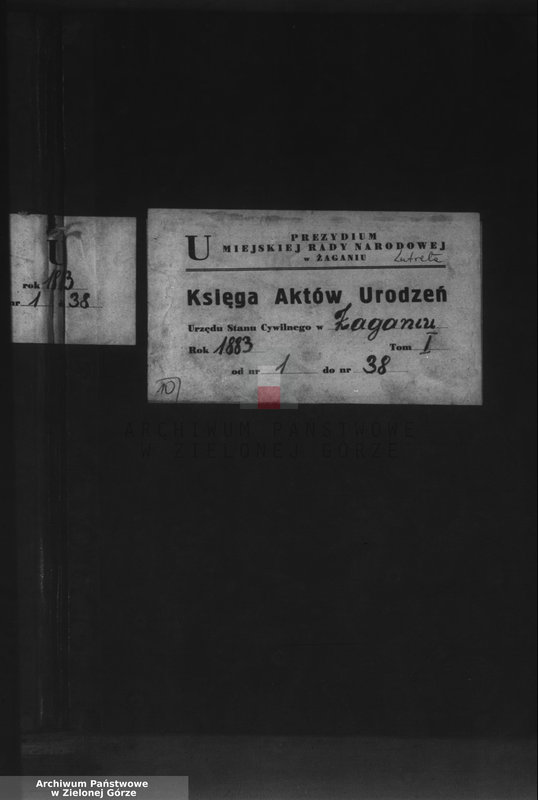 U
rok 1883
nr 1 38
U
PREZYDIUM
MIEJSKIEJ RADY NARODOWEJ
w ŻAGANIU
Księga Aktów Urodzeń
Urzędu Stanu Cywilnego w Żaganiu
Rok 1883 Tom I
od nr 1 do nr 38
10
ARCHIWUM PAŃSTWOWE
W ZIELONEJ GÓRZE
Archiwum Państwowe
w Zielonej Górze